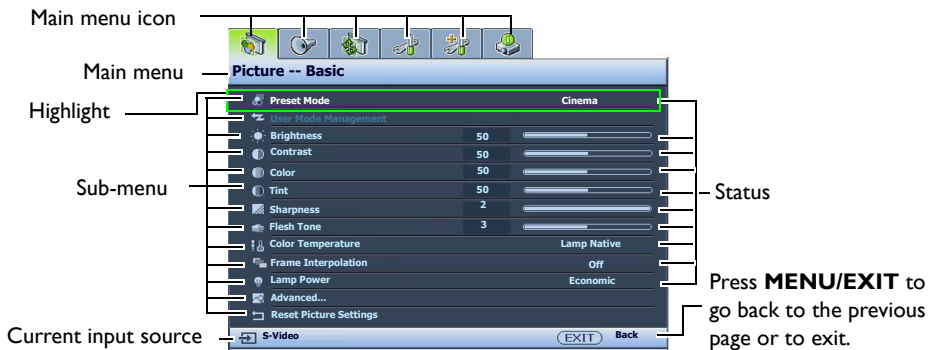 Main menu icon
Main menu
Picture -- Basic
Highlight
Preset Mode Cinema
User Mode Management
Brightness 50
Contrast 50
Color 50
Sub-menu
Tint 50
Status
Sharpness 2
Flesh Tone 3
Color Temperature Lamp Native
Frame Interpolation Off
Lamp Power Economic
Advanced...
Reset Picture Settings
Press MENU/EXIT to
go back to the previous
page or to exit.
Current input source
S-Video EXIT Back